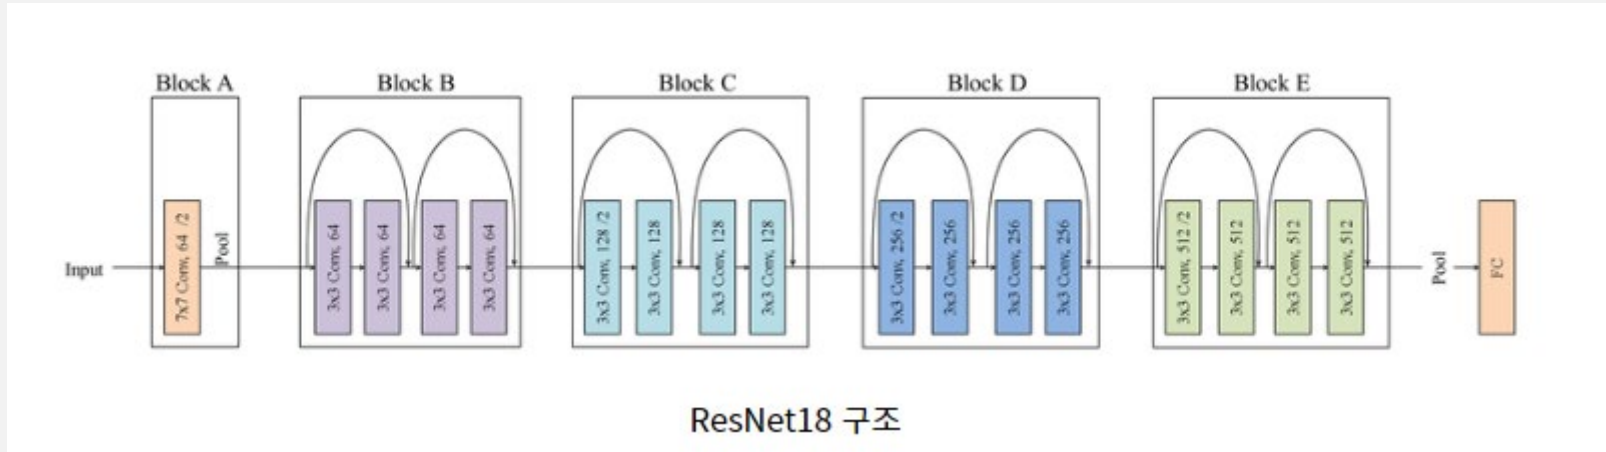 Block A
Block B
Block C
Block D
Block E
Input
7x7 Conv, 64 /2
Pool
3x3 Conv, 64
3x3 Conv, 64
3x3 Conv, 64
3x3 Conv, 64
3x3 Conv, 128 /2
3x3 Conv, 128
3x3 Conv, 128
3x3 Conv, 128
3x3 Conv, 256 /2
3x3 Conv, 256
3x3 Conv, 256
3x3 Conv, 256
3x3 Conv, 512 /2
3x3 Conv, 512
3x3 Conv, 512
3x3 Conv, 512
Pool
FC
ResNet18 구조